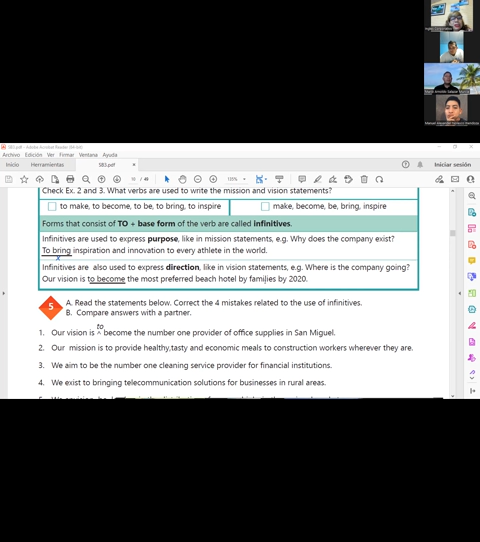 SB3.pdf - Adobe Acrobat Reader
Archivo Edición Ver Firmar Ventana Ayuda
Inicio Herramientas SB3.pdf × Iniciar sesión
Check Ex. 2 and 3. What verbs are used to write the mission and vision statements?
to make, to become, to be, to bring, to inspire make, become, be, bring, inspire
Forms that consist of TO + base form of the verb are called infinitives.
Infinitives are used to express purpose, like in mission statements, e.g. Why does the company exist?
To bring inspiration and innovation to every athlete in the world.
Infinitives are also used to express direction, like in vision statements, e.g. Where is the company going?
Our vision is to become the most preferred beach hotel by families by 2020.
5 A. Read the statements below. Correct the 4 mistakes related to the use of infinitives.
B. Compare answers with a partner.
to
1. Our vision is ^ become the number one provider of office supplies in San Miguel.
2. Our mission is to provide healthy,tasty and economic meals to construction workers wherever they are.
3. We aim to be the number one cleaning service provider for financial institutions.
4. We exist to bringing telecommunication solutions for businesses in rural areas.